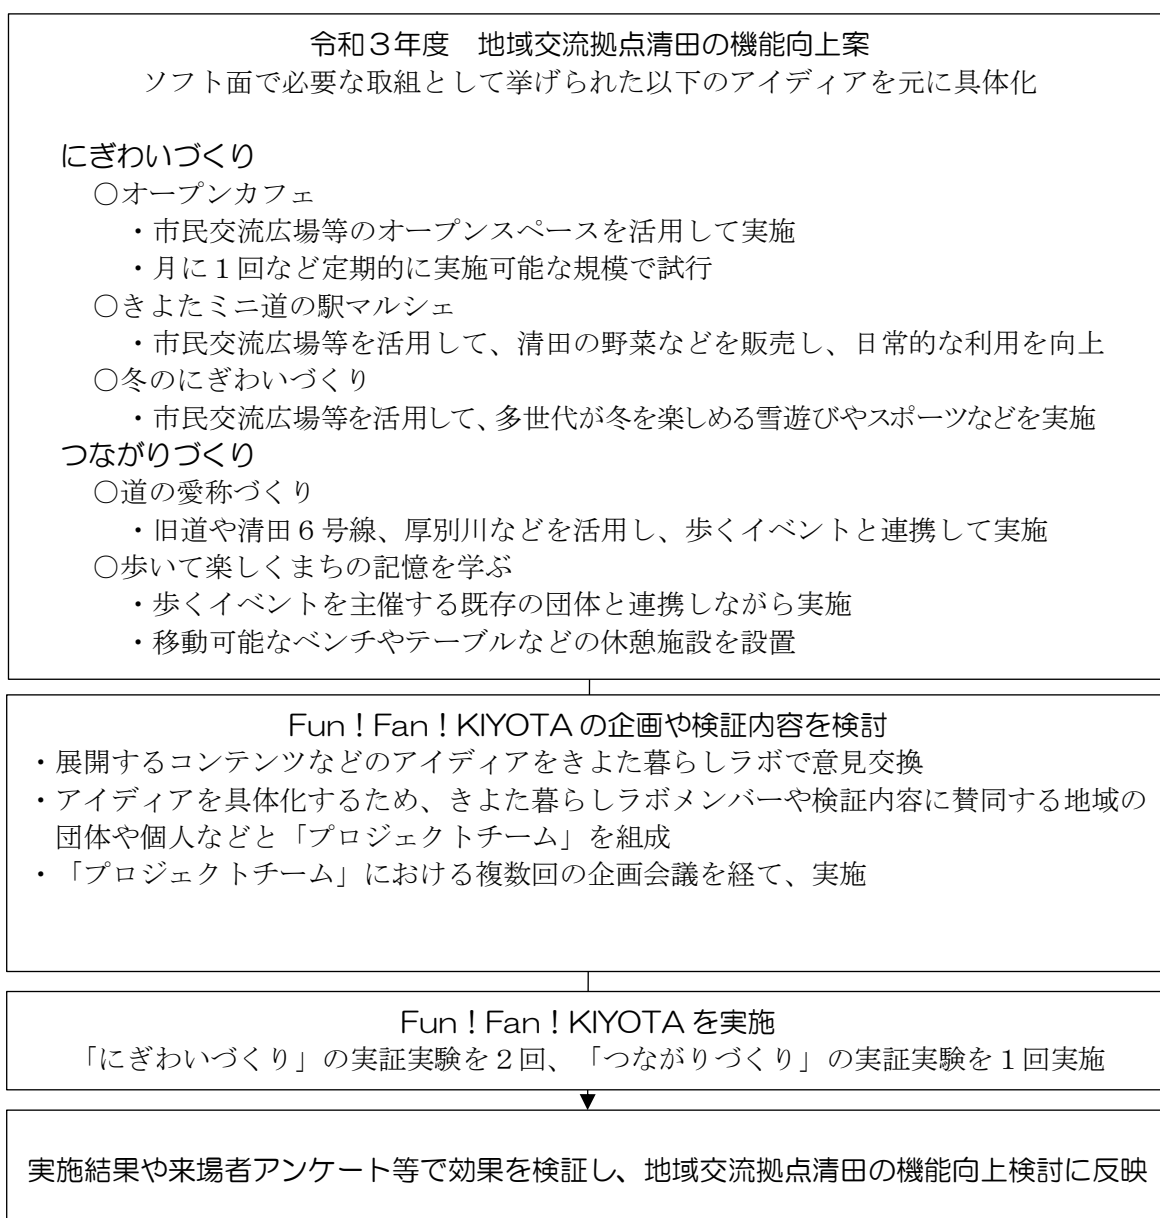 令和３年度　地域交流拠点清田の機能向上案
ソフト面で必要な取組として挙げられた以下のアイディアを元に具体化
にぎわいづくり
○オープンカフェ
・市民交流広場等のオープンスペースを活用して実施
・月に１回など定期的に実施可能な規模で試行
○きよたミニ道の駅マルシェ
・市民交流広場等を活用して、清田の野菜などを販売し、日常的な利用を向上
○冬のにぎわいづくり
・市民交流広場等を活用して、多世代が冬を楽しめる雪遊びやスポーツなどを実施
つながりづくり
○道の愛称づくり
・旧道や清田６号線、厚別川などを活用し、歩くイベントと連携して実施
○歩いて楽しくまちの記憶を学ぶ
・歩くイベントを主催する既存の団体と連携しながら実施
・移動可能なベンチやテーブルなどの休憩施設を設置
Fun！Fan！KIYOTA の企画や検証内容を検討
・展開するコンテンツなどのアイディアをきよた暮らしラボで意見交換
・アイディアを具体化するため、きよた暮らしラボメンバーや検証内容に賛同する地域の
団体や個人などと「プロジェクトチーム」を組成
・「プロジェクトチーム」における複数回の企画会議を経て、実施
Fun！Fan！KIYOTA を実施
「にぎわいづくり」の実証実験を２回、「つながりづくり」の実証実験を１回実施
実施結果や来場者アンケート等で効果を検証し、地域交流拠点清田の機能向上検討に反映